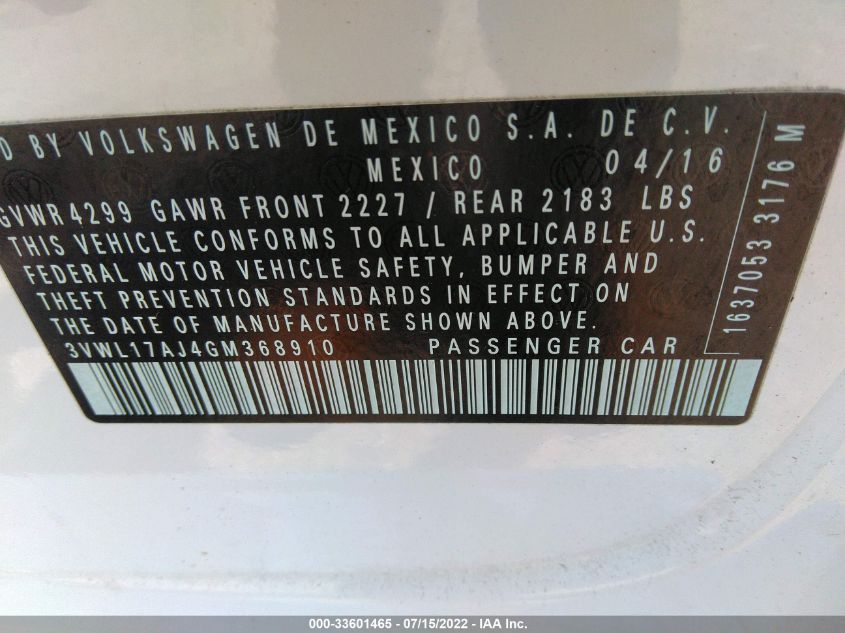 D BY VOLKSWAGEN DE MEXICO S.A. DE C.V.
MEXICO 04/16
GVWR 4299 GAWR FRONT 2227 / REAR 2183 LBS
THIS VEHICLE CONFORMS TO ALL APPLICABLE U.S.
FEDERAL MOTOR VEHICLE SAFETY, BUMPER AND
THEFT PREVENTION STANDARDS IN EFFECT ON
THE DATE OF MANUFACTURE SHOWN ABOVE.
3VWL17AJ4GM368910 PASSENGER CAR
1637053 3176 M
000-33601465 - 07/15/2022 - IAA Inc.